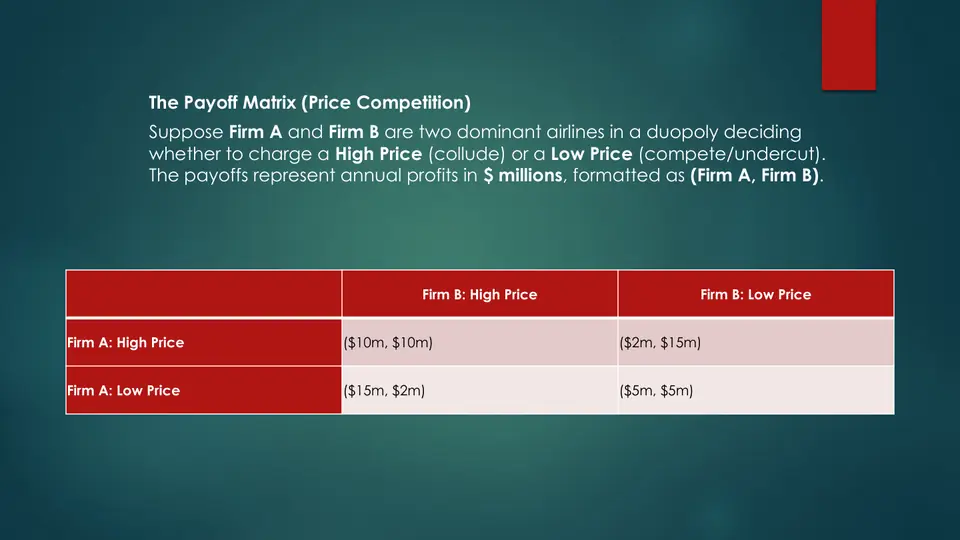 The Payoff Matrix (Price Competition)
Suppose Firm A and Firm B are two dominant airlines in a duopoly deciding
whether to charge a High Price (collude) or a Low Price (compete/undercut).
The payoffs represent annual profits in $ millions, formatted as (Firm A, Firm B).
Firm B: High Price Firm B: Low Price
Firm A: High Price ($10m, $10m) ($2m, $15m)
Firm A: Low Price ($15m, $2m) ($5m, $5m)